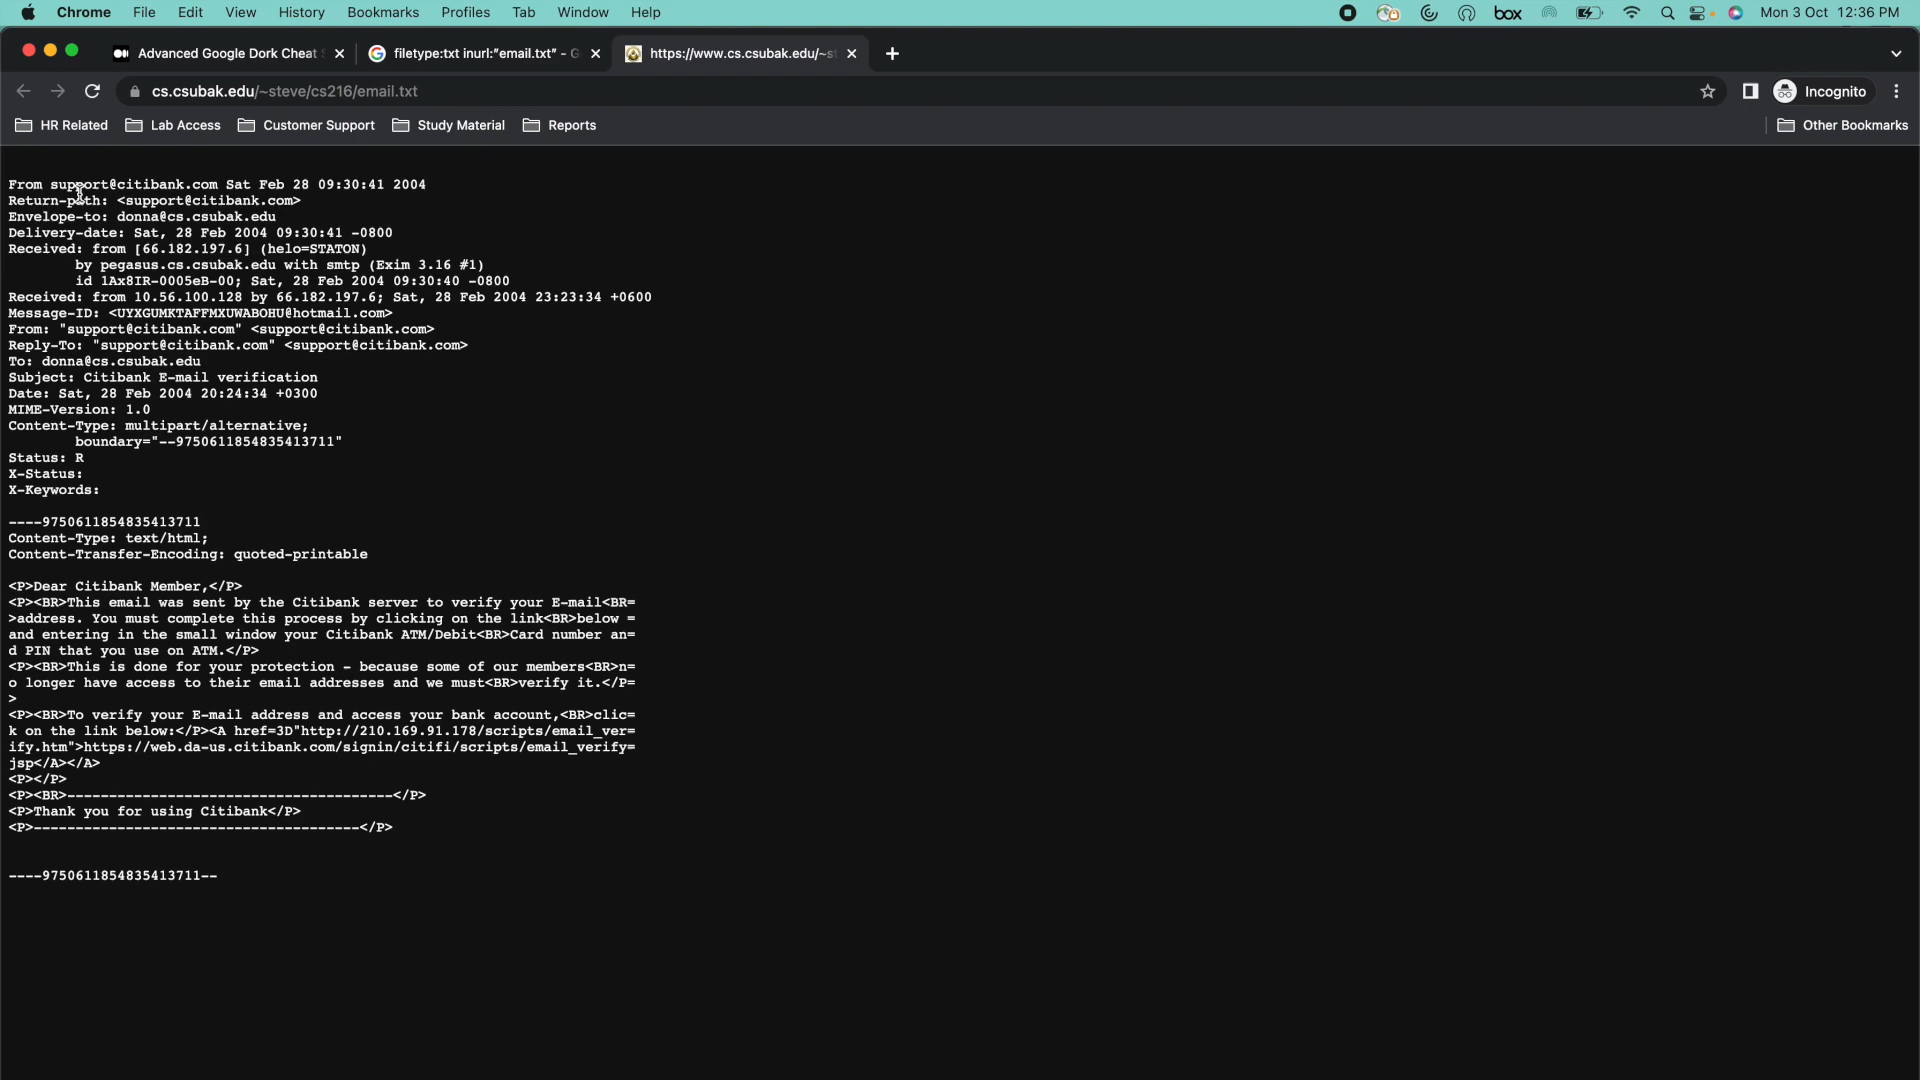 Chrome File Edit View History Bookmarks Profiles Tab Window Help box Mon 3 Oct 12:36 PM
Advanced Google Dork Cheat filetype:txt inurl:"email.txt" - G https://www.cs.csubak.edu/~st
cs.csubak.edu/~steve/cs216/email.txt Incognito
HR Related Lab Access Customer Support Study Material Reports Other Bookmarks
From support@citibank.com Sat Feb 28 09:30:41 2004
Return-path: <support@citibank.com>
Envelope-to: donna@cs.csubak.edu
Delivery-date: Sat, 28 Feb 2004 09:30:41 -0800
Received: from [66.182.197.6] (helo=STATON)
by pegasus.cs.csubak.edu with smtp (Exim 3.16 #1)
id 1Ax8IR-0005eB-00; Sat, 28 Feb 2004 09:30:40 -0800
Received: from 10.56.100.128 by 66.182.197.6; Sat, 28 Feb 2004 23:23:34 +0600
Message-ID: <UYXGUMKTAFFMXUWABOHU@hotmail.com>
From: "support@citibank.com" <support@citibank.com>
Reply-To: "support@citibank.com" <support@citibank.com>
To: donna@cs.csubak.edu
Subject: Citibank E-mail verification
Date: Sat, 28 Feb 2004 20:24:34 +0300
MIME-Version: 1.0
Content-Type: multipart/alternative;
boundary="--9750611854835413711"
Status: R
X-Status:
X-Keywords:
----9750611854835413711
Content-Type: text/html;
Content-Transfer-Encoding: quoted-printable
<P>Dear Citibank Member,</P>
<P><BR>This email was sent by the Citibank server to verify your E-mail<BR=
>address. You must complete this process by clicking on the link<BR>below =
and entering in the small window your Citibank ATM/Debit<BR>Card number an=
d PIN that you use on ATM.</P>
<P><BR>This is done for your protection - because some of our members<BR>n=
o longer have access to their email addresses and we must<BR>verify it.</P=
>
<P><BR>To verify your E-mail address and access your bank account,<BR>clic=
k on the link below:</P><A href=3D"http://210.169.91.178/scripts/email_ver=
ify.htm">https://web.da-us.citibank.com/signin/citifi/scripts/email_verify=
jsp</A></A>
<P></P>
<P><BR>---------------------------------------</P>
<P>Thank you for using Citibank</P>
<P>---------------------------------------</P>
----9750611854835413711--